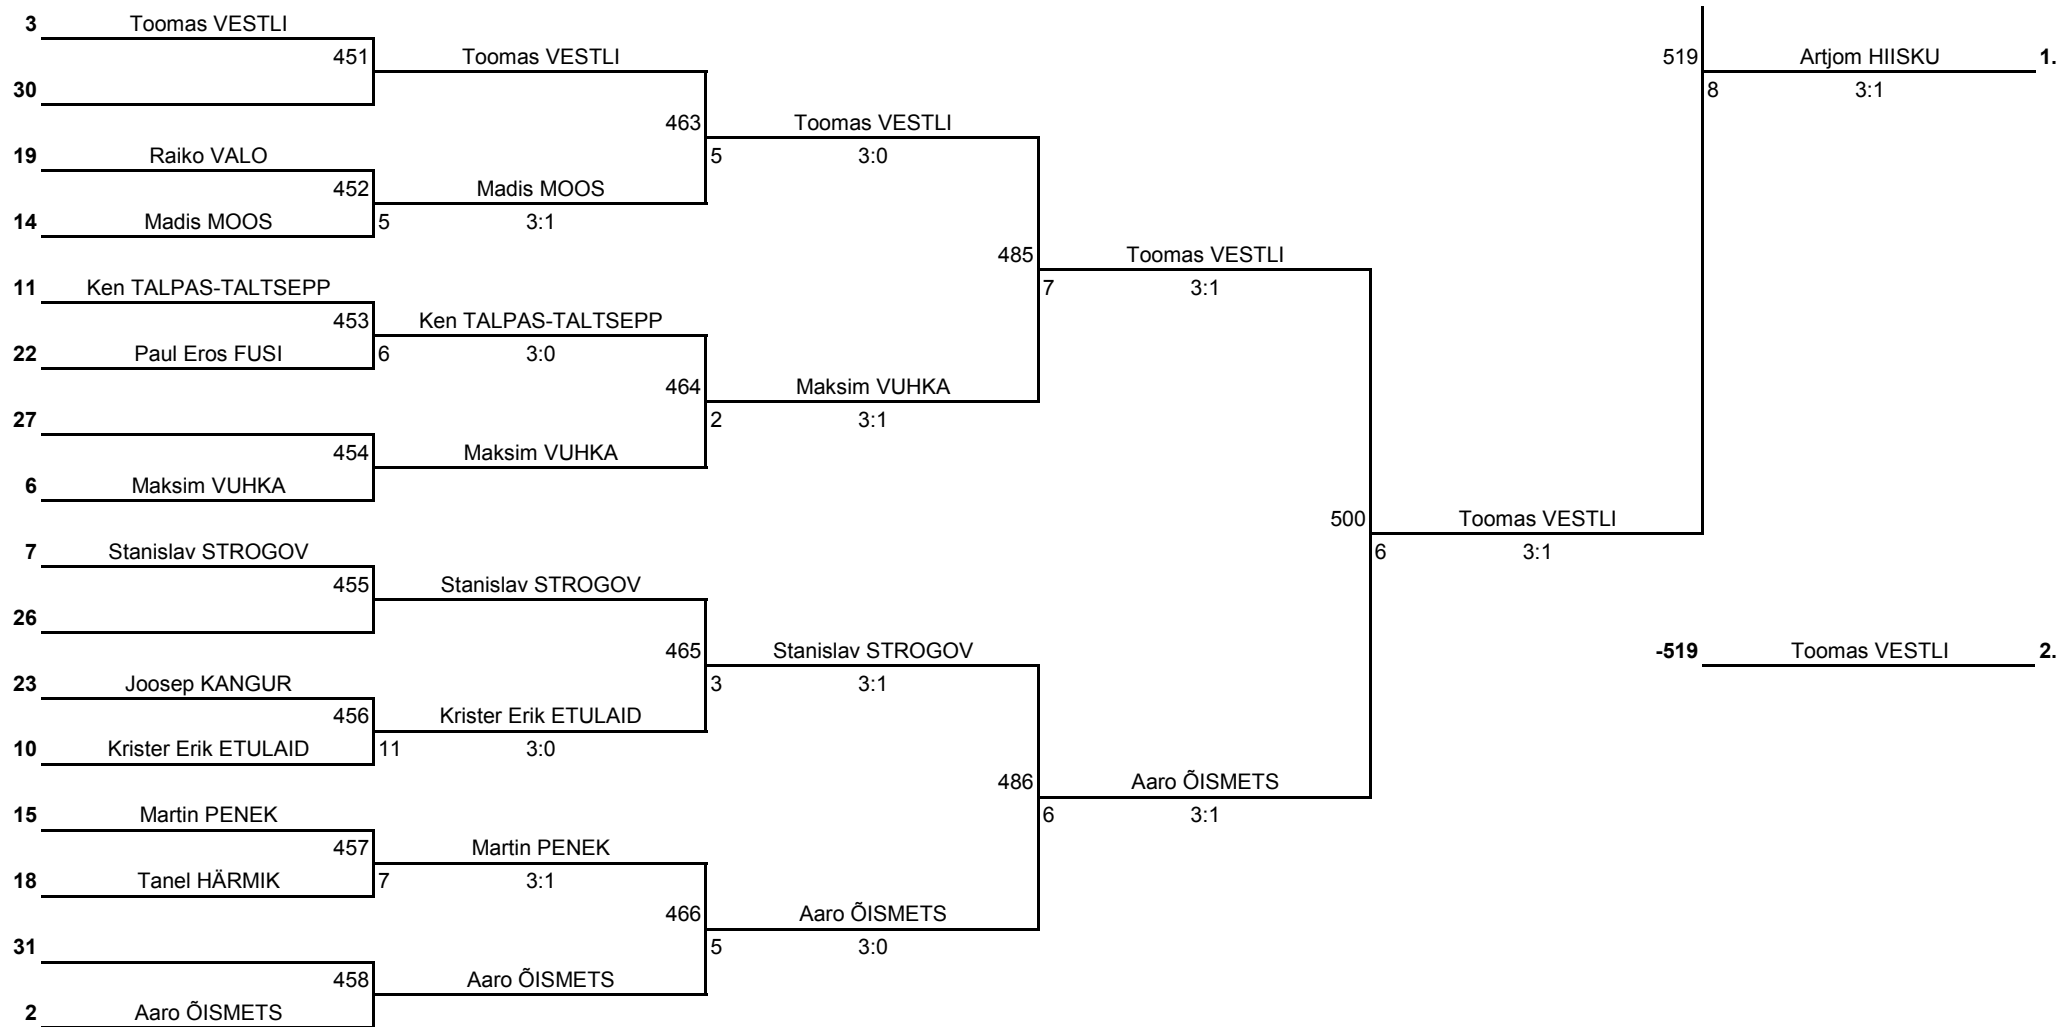 3 Toomas VESTLI
451 Toomas VESTLI 519 Artjom HIISKU 1.
30 8 3:1
463 Toomas VESTLI
19 Raiko VALO 5 3:0
452 Madis MOOS
14 Madis MOOS 5 3:1
485 Toomas VESTLI
11 Ken TALPAS-TALTSEPP 7 3:1
453 Ken TALPAS-TALTSEPP
22 Paul Eros FUSI 6 3:0
464 Maksim VUHKA
27 2 3:1
454 Maksim VUHKA
6 Maksim VUHKA
500 Toomas VESTLI
7 Stanislav STROGOV 6 3:1
455 Stanislav STROGOV
26
465 Stanislav STROGOV -519 Toomas VESTLI 2.
23 Joosep KANGUR 3 3:1
456 Krister Erik ETULAID
10 Krister Erik ETULAID 11 3:0
486 Aaro ÕISMETS
15 Martin PENEK 6 3:1
457 Martin PENEK
18 Tanel HÄRMIK 7 3:1
466 Aaro ÕISMETS
31 5 3:0
458 Aaro ÕISMETS
2 Aaro ÕISMETS